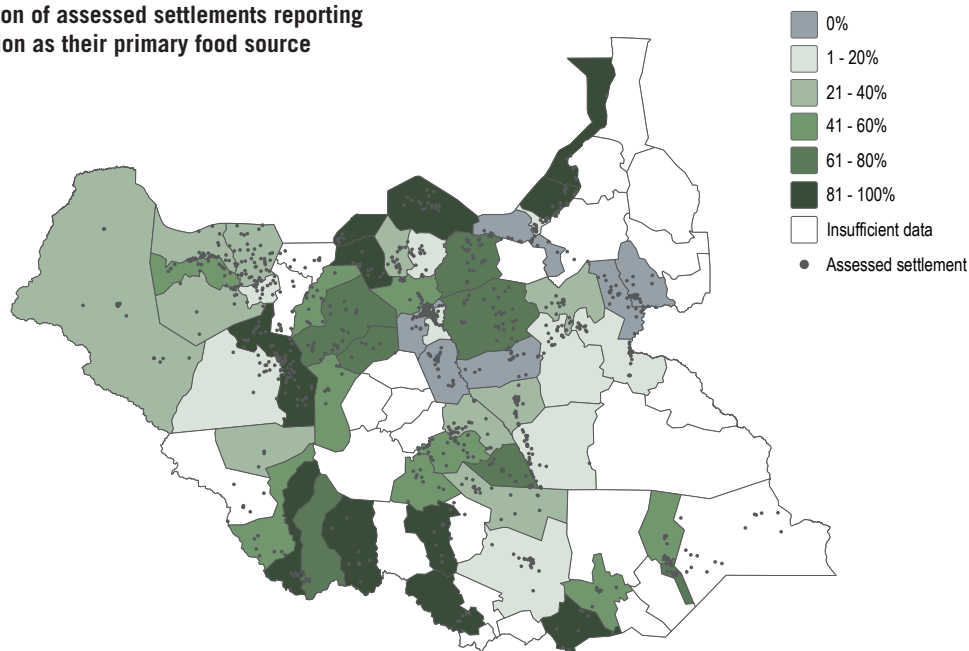 on of assessed settlements reporting
ion as their primary food source
0%
1 - 20%
21 - 40%
41 - 60%
61 - 80%
81 - 100%
Insufficient data
Assessed settlement